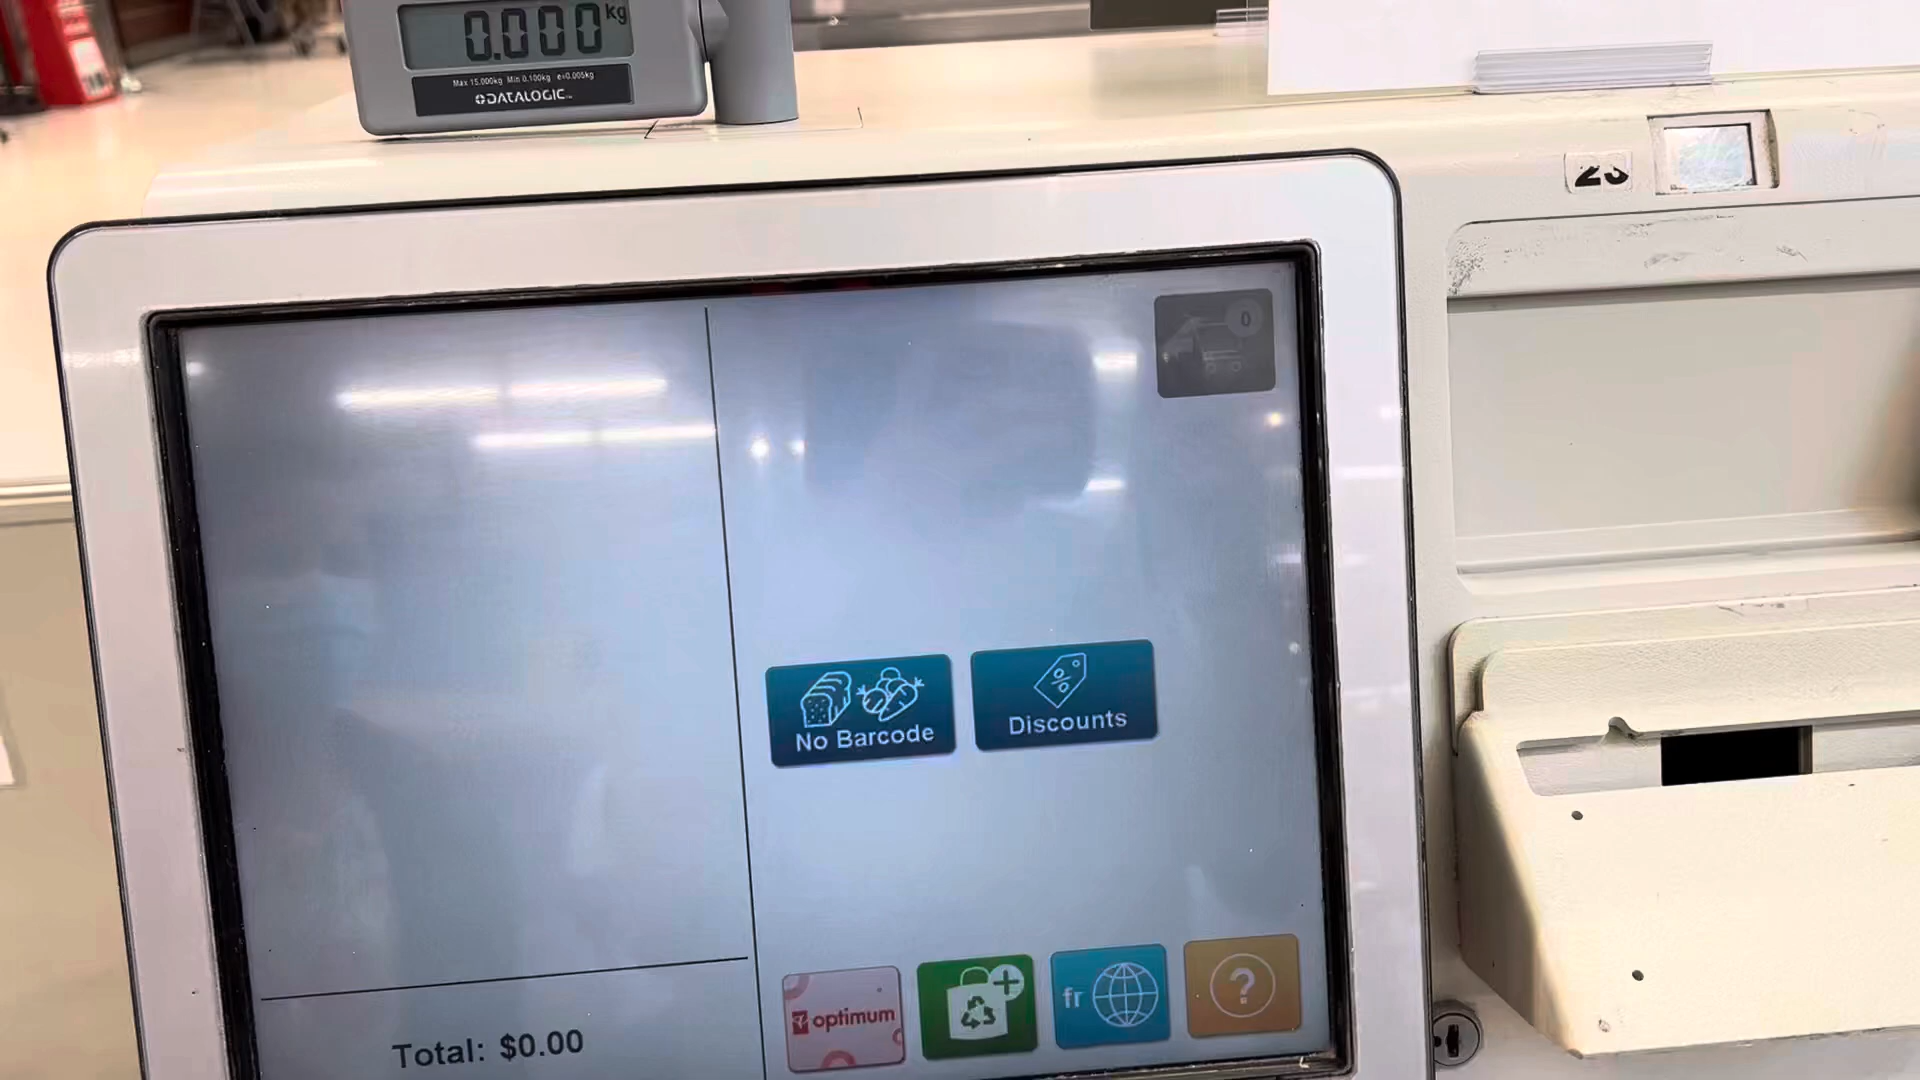 0.000 kg
Max 15.000kg Min 0.100kg e=0.005kg
DATALOGIC
23
0
No Barcode
Discounts
optimum
fr
?
Total: $0.00